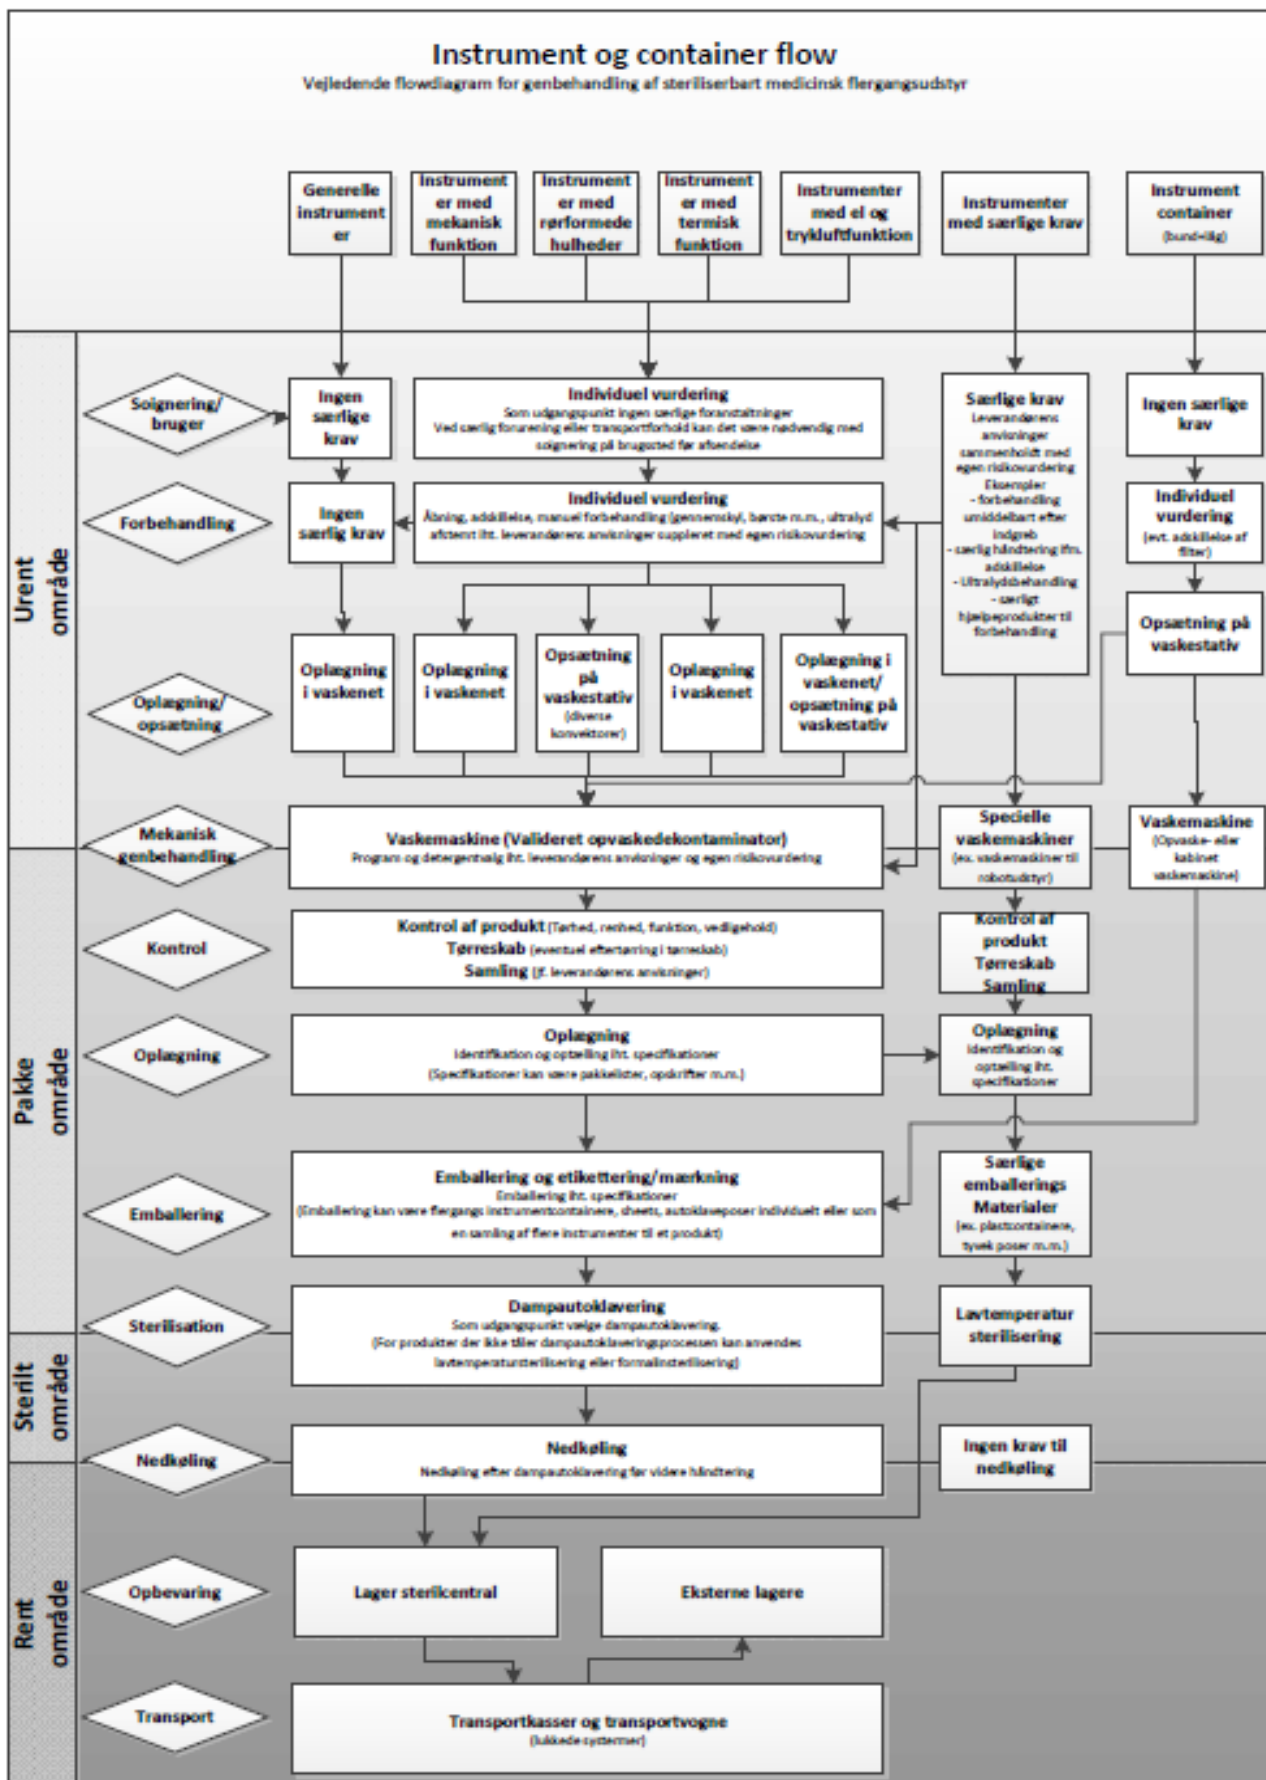 Instrument og container flow
Vejledende flowdiagram for genbehandling af steriliserbart medicinsk flergangsudstyr
Generelle
instrument
er
Instrument
er med
mekanisk
funktion
Instrument
er med
rørformede
hulheder
Instrument
er med
termisk
funktion
Instrumenter
med el og
trykluftfunktion
Instrumenter
med særlige krav
Instrument
container
(bund+låg)
Urent
område
Soignering/
bruger
Ingen
særlige
krav
Individuel vurdering
Som udgangspunkt ingen særlige foranstaltninger
Ved særlig forurening eller transportforhold kan det være nødvendig med
soignering på brugssted før afsendelse
Særlige krav
Leverandørens
anvisninger
sammenholdt med
egen risikovurdering
Eksempler
- forbehandling
umiddelbart efter
indgreb
- særlig håndtering ifm.
adskillelse
- Ultralydsbehandling
- særligt
hjælpeprodukter til
forbehandling
Ingen særlige
krav
Forbehandling
Ingen
særlig krav
Individuel vurdering
Åbning, adskillelse, manuel forbehandling (gennemskyl, børste m.m., ultralyd
afstemt iht. leverandørens anvisninger suppleret med egen risikovurdering
Individuel
vurdering
(evt. adskillelse af
filter)
Oplægning/
opsætning
Oplægning
i vaskenet
Oplægning
i vaskenet
Opsætning
på
vaskestativ
(diverse
konvektorer)
Oplægning
i vaskenet
Oplægning i
vaskenet/
opsætning på
vaskestativ
Opsætning på
vaskestativ
Mekanisk
genbehandling
Vaskemaskine (Valideret opvaskedekontaminator)
Program og detergentvalg iht. leverandørens anvisninger og egen risikovurdering
Specielle
vaskemaskiner
(ex. vaskemaskiner til
robotudstyr)
Vaskemaskine
(Opvaske- eller
kabinet
vaskemaskine)
Pakke
område
Kontrol
Kontrol af produkt (Tørhed, renhed, funktion, vedligehold)
Tørreskab (eventuel eftertørring i tørreskab)
Samling (jf. leverandørens anvisninger)
Kontrol af
produkt
Tørreskab
Samling
Oplægning
Oplægning
Identifikation og optælling iht. specifikationer
(Specifikationer kan være pakkelister, opskrifter m.m.)
Oplægning
Identifikation og
optælling iht.
specifikationer
Emballering
Emballering og etikettering/mærkning
Emballering iht. specifikationer
(Emballering kan være flergangs instrumentcontainere, sheets, autoklaveposer individuelt eller som
en samling af flere instrumenter til et produkt)
Særlige
emballerings
Materialer
(ex. plastcontainere,
tyvek poser m.m.)
Sterilisation
Dampautoklavering
Som udgangspunkt vælge dampautoklavering.
(For produkter der ikke tåler dampautoklaveringsprocessen kan anvendes
lavtemperatursterilisering eller formalinsterilisering)
Lavtemperatur
sterilisering
Sterilt
område
Nedkøling
Nedkøling
Nedkøling efter dampautoklavering før videre håndtering
Ingen krav til
nedkøling
Rent
område
Opbevaring
Lager sterilcentral
Eksterne lagere
Transport
Transportkasser og transportvogne
(lukkede systemer)